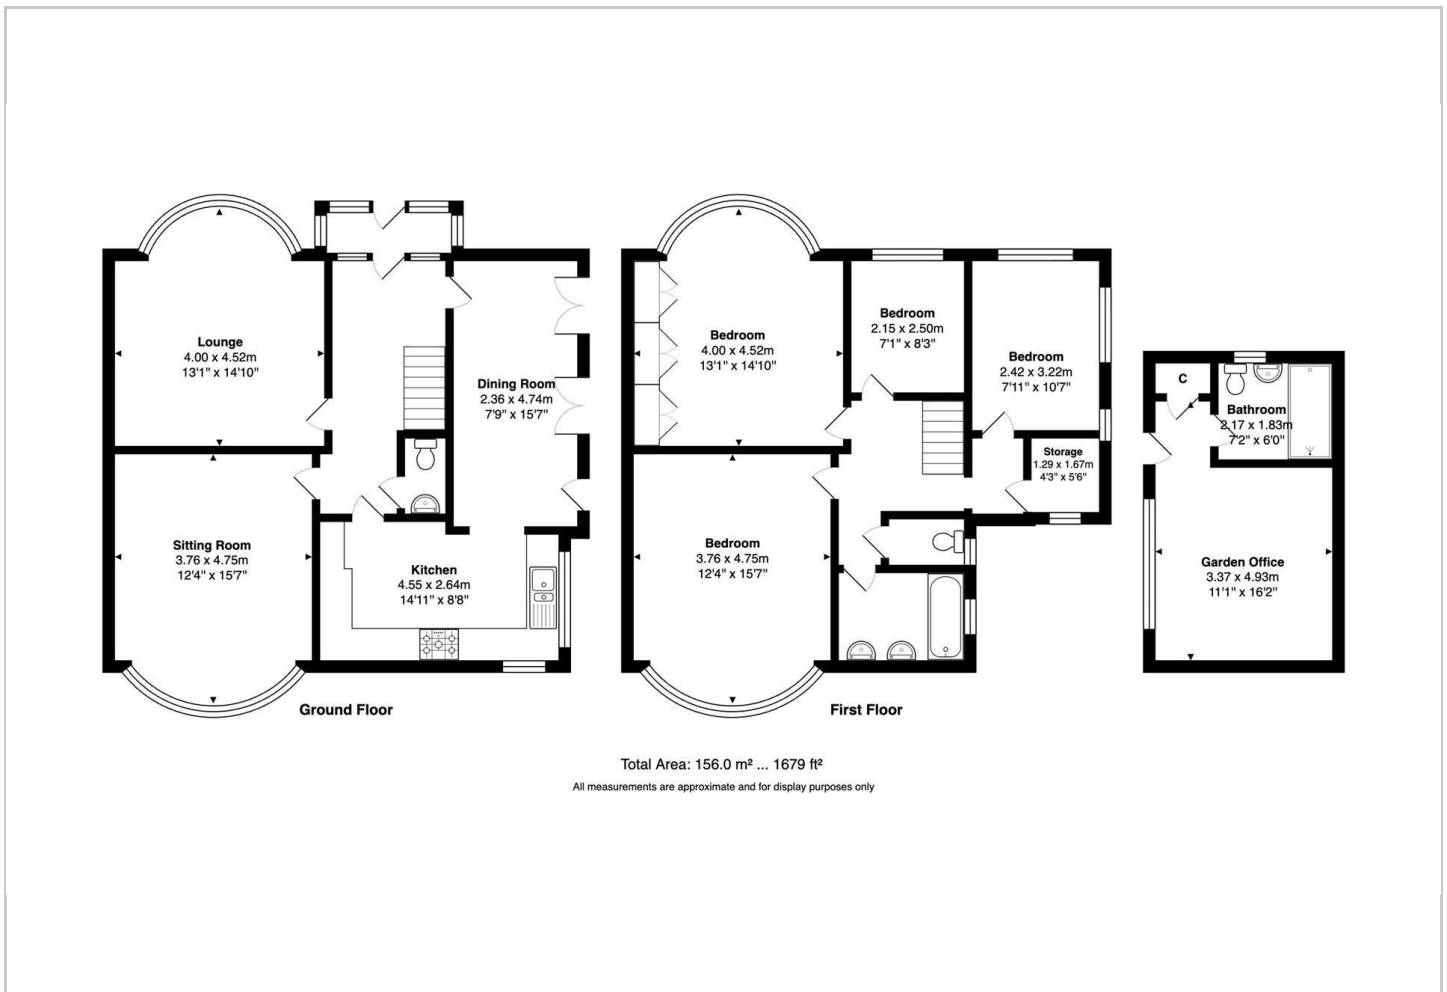 Lounge
4.00 x 4.52m
13'1" x 14'10"
Dining Room
2.36 x 4.74m
7'9" x 15'7"
Sitting Room
3.76 x 4.75m
12'4" x 15'7"
Kitchen
4.55 x 2.64m
14'11" x 8'8"
Ground Floor
Bedroom
4.00 x 4.52m
13'1" x 14'10"
Bedroom
2.15 x 2.50m
7'1" x 8'3"
Bedroom
2.42 x 3.22m
7'11" x 10'7"
Storage
1.29 x 1.67m
4'3" x 5'6"
Bedroom
3.76 x 4.75m
12'4" x 15'7"
First Floor
C
Bathroom
2.17 x 1.83m
7'2" x 6'0"
Garden Office
3.37 x 4.93m
11'1" x 16'2"
Total Area: 156.0 m² ... 1679 ft²
All measurements are approximate and for display purposes only